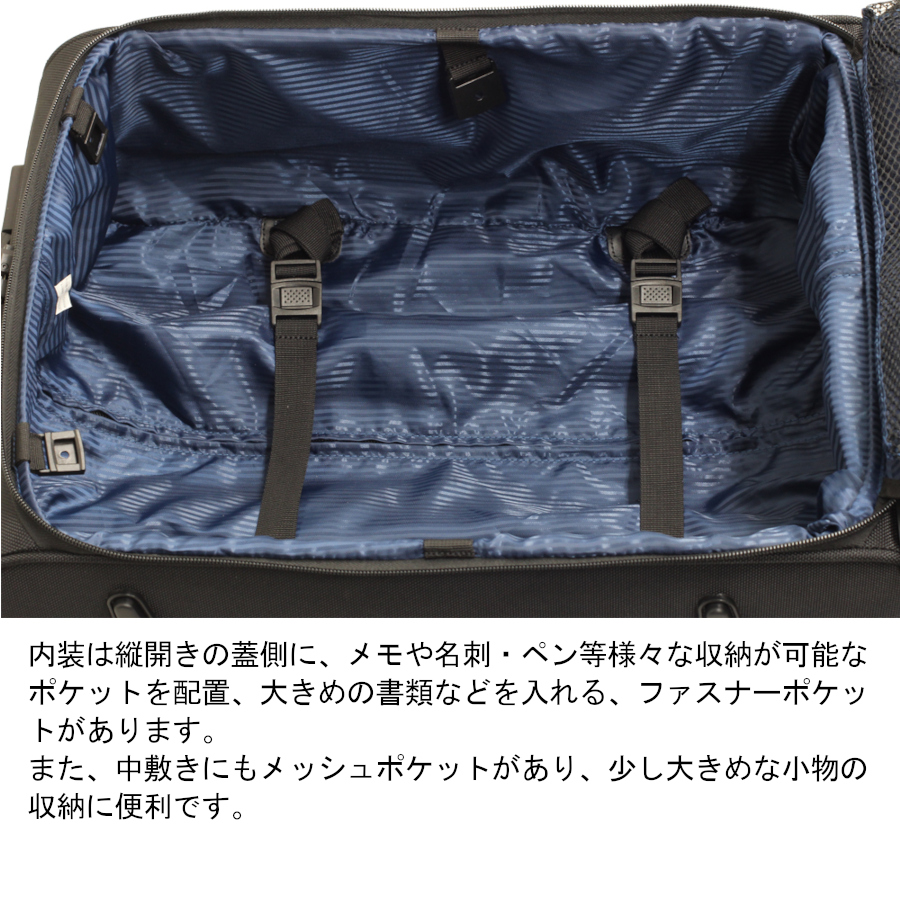 内装は縦開きの蓋側に、メモや名刺・ペン等様々な収納が可能な
ポケットを配置、大きめの書類などを入れる、ファスナーポケッ
トがあります。
また、中敷きにもメッシュポケットがあり、少し大きめな小物の
収納に便利です。